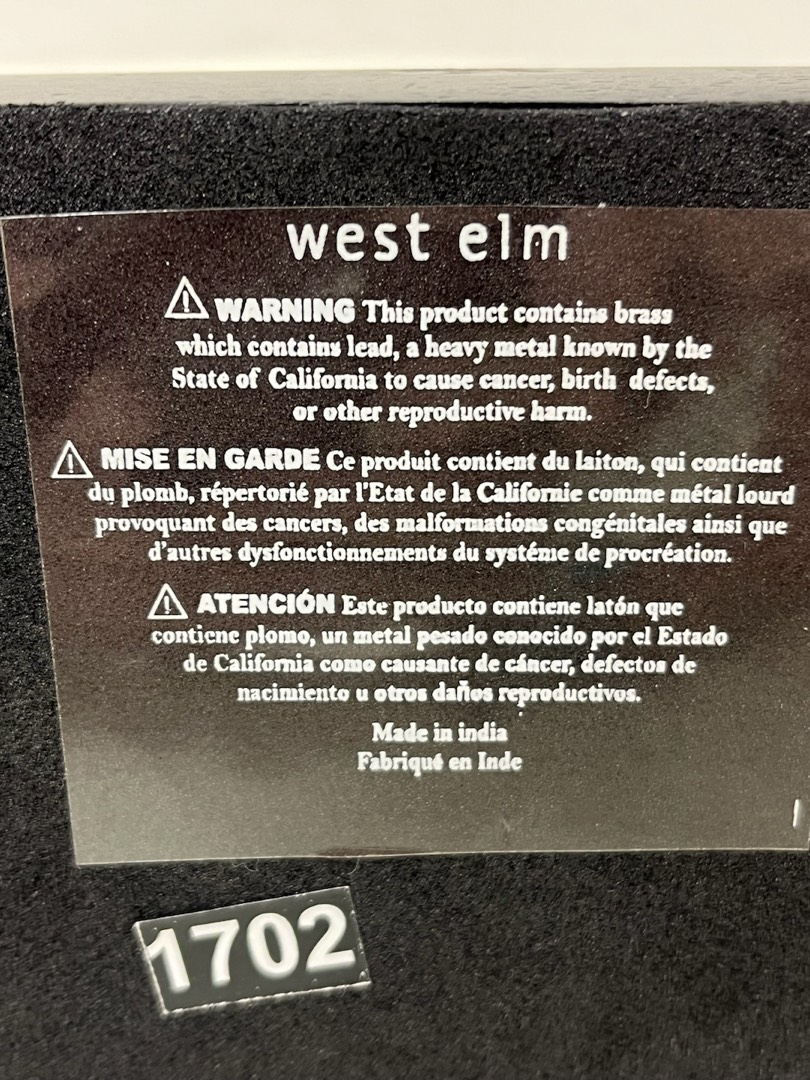 west elm
⚠ WARNING This product contains brass
which contains lead, a heavy metal known by the
State of California to cause cancer, birth defects,
or other reproductive harm.
⚠ MISE EN GARDE Ce produit contient du laiton, qui contient
du plomb, répertorié par l'Etat de la Californie comme métal lourd
provoquant des cancers, des malformations congénitales ainsi que
d'autres dysfonctionnements du systéme de procréation.
⚠ ATENCIÓN Este producto contiene latón que
contiene plomo, un metal pesado conocido por el Estado
de California como causante de cáncer, defectos de
nacimiento u otros daños reproductivos.
Made in india
Fabriqué en Inde
1702